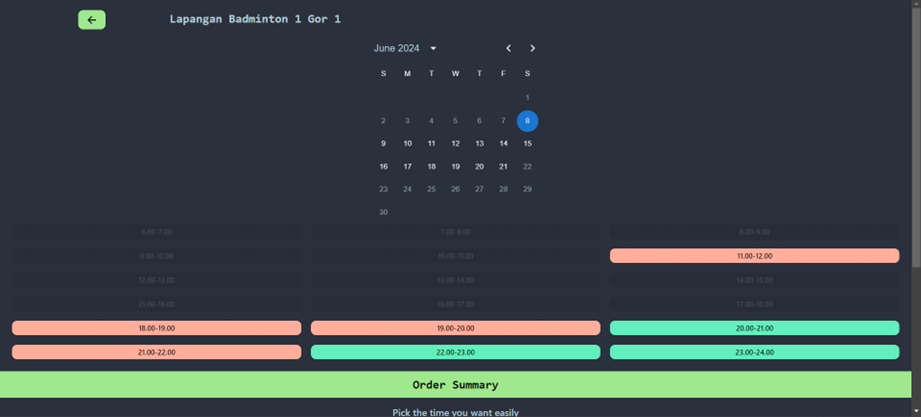 Lapangan Badminton 1 Gor 1
June 2024
S M T W T F S
1
2 3 4 5 6 7 8
9 10 11 12 13 14 15
16 17 18 19 20 21 22
23 24 25 26 27 28 29
30
6.00-7.00 7.00-8.00 8.00-9.00
9.00-10.00 10.00-11.00 11.00-12.00
12.00-13.00 13.00-14.00 14.00-15.00
15.00-16.00 16.00-17.00 17.00-18.00
18.00-19.00 19.00-20.00 20.00-21.00
21.00-22.00 22.00-23.00 23.00-24.00
Order Summary
Pick the time you want easily